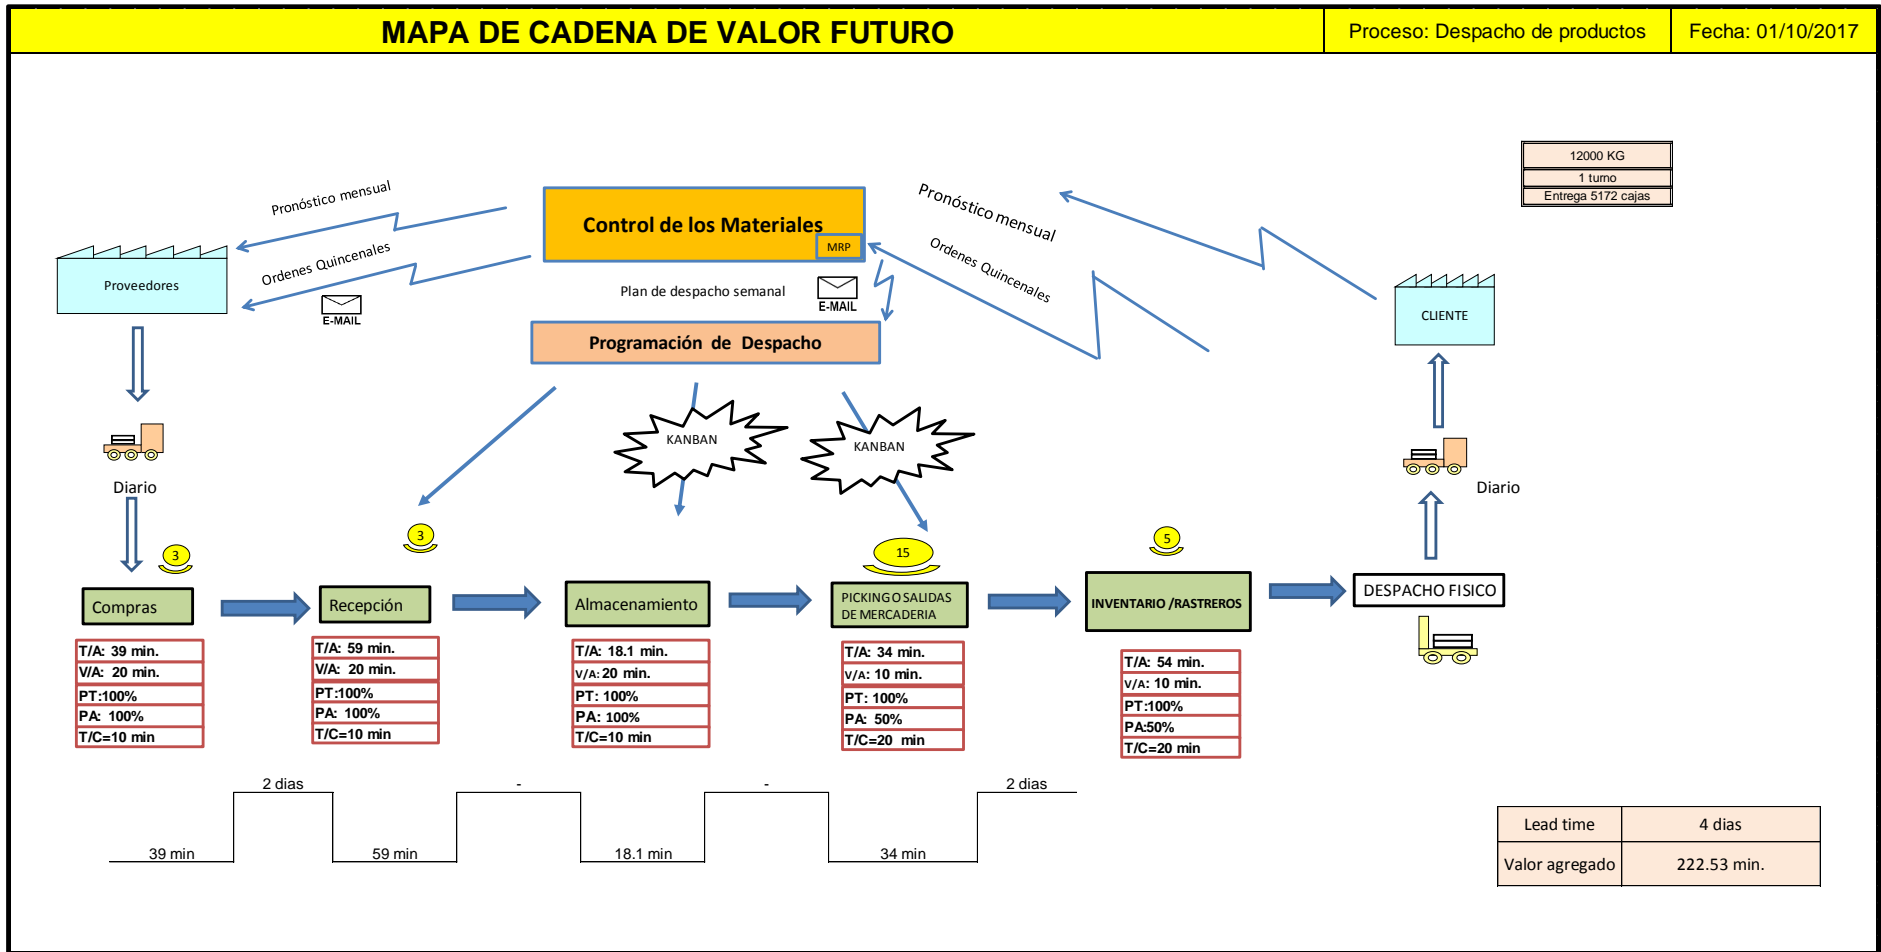 MAPA DE CADENA DE VALOR FUTURO
Proceso: Despacho de productos
Fecha: 01/10/2017
12000 KG
1 turno
Entrega 5172 cajas
Pronóstico mensual
Ordenes Quincenales
E-MAIL
Proveedores
Control de los Materiales
MRP
Plan de despacho semanal
E-MAIL
Programación de Despacho
Pronóstico mensual
Ordenes Quincenales
CLIENTE
KANBAN
KANBAN
Diario
Diario
3
3
15
5
Compras
Recepción
Almacenamiento
PICKING O SALIDAS
DE MERCADERIA
INVENTARIO /RASTREROS
DESPACHO FISICO
T/A: 39 min.
V/A: 20 min.
PT:100%
PA: 100%
T/C=10 min
T/A: 59 min.
V/A: 20 min.
PT:100%
PA: 100%
T/C=10 min
T/A: 18.1 min.
V/A: 20 min.
PT: 100%
PA: 100%
T/C=10 min
T/A: 34 min.
V/A: 10 min.
PT: 100%
PA: 50%
T/C=20 min
T/A: 54 min.
V/A: 10 min.
PT:100%
PA:50%
T/C=20 min
2 dias
-
-
2 dias
39 min
59 min
18.1 min
34 min
Lead time
4 dias
Valor agregado
222.53 min.